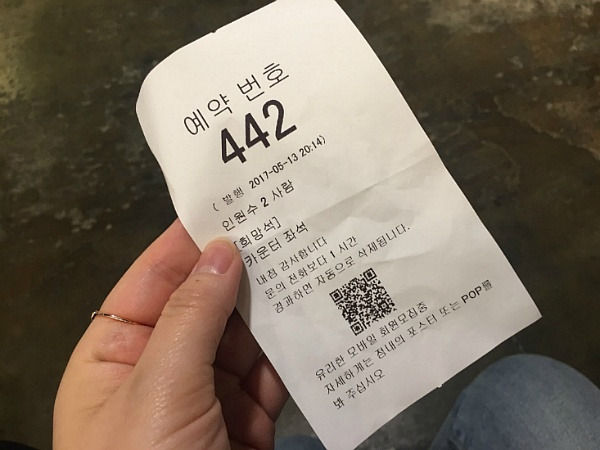 예약 번호
442
( 발행 2017-05-13 20:14)
인원수 2 사람
[희망석]
카운터 좌석
내점 감사합니다
문의 전화보다 1 시간
경과하면 자동으로 삭제됩니다.
유리한 모바일 회원모집중
자세하게는 점내의 포스터 또는 POP를
봐 주십시오